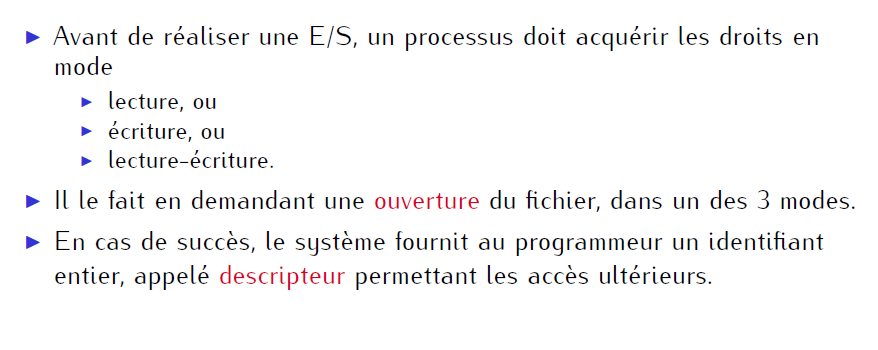 Avant de réaliser une E/S, un processus doit acquérir les droits en
mode
lecture, ou
écriture, ou
lecture-écriture.
Il le fait en demandant une ouverture du fichier, dans un des 3 modes.
En cas de succès, le système fournit au programmeur un identifiant
entier, appelé descripteur permettant les accès ultérieurs.